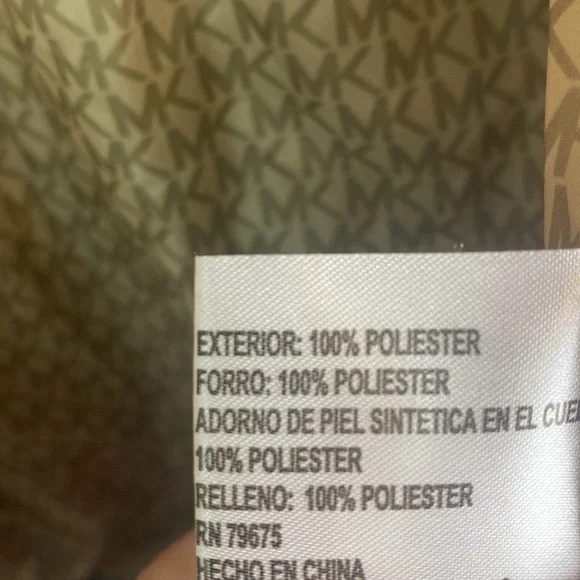 EXTERIOR: 100% POLIESTER
FORRO: 100% POLIESTER
ADORNO DE PIEL SINTETICA EN EL
100% POLIESTER
RELLENO: 100% POLIESTER
RN 79675
HECHO EN CHINA